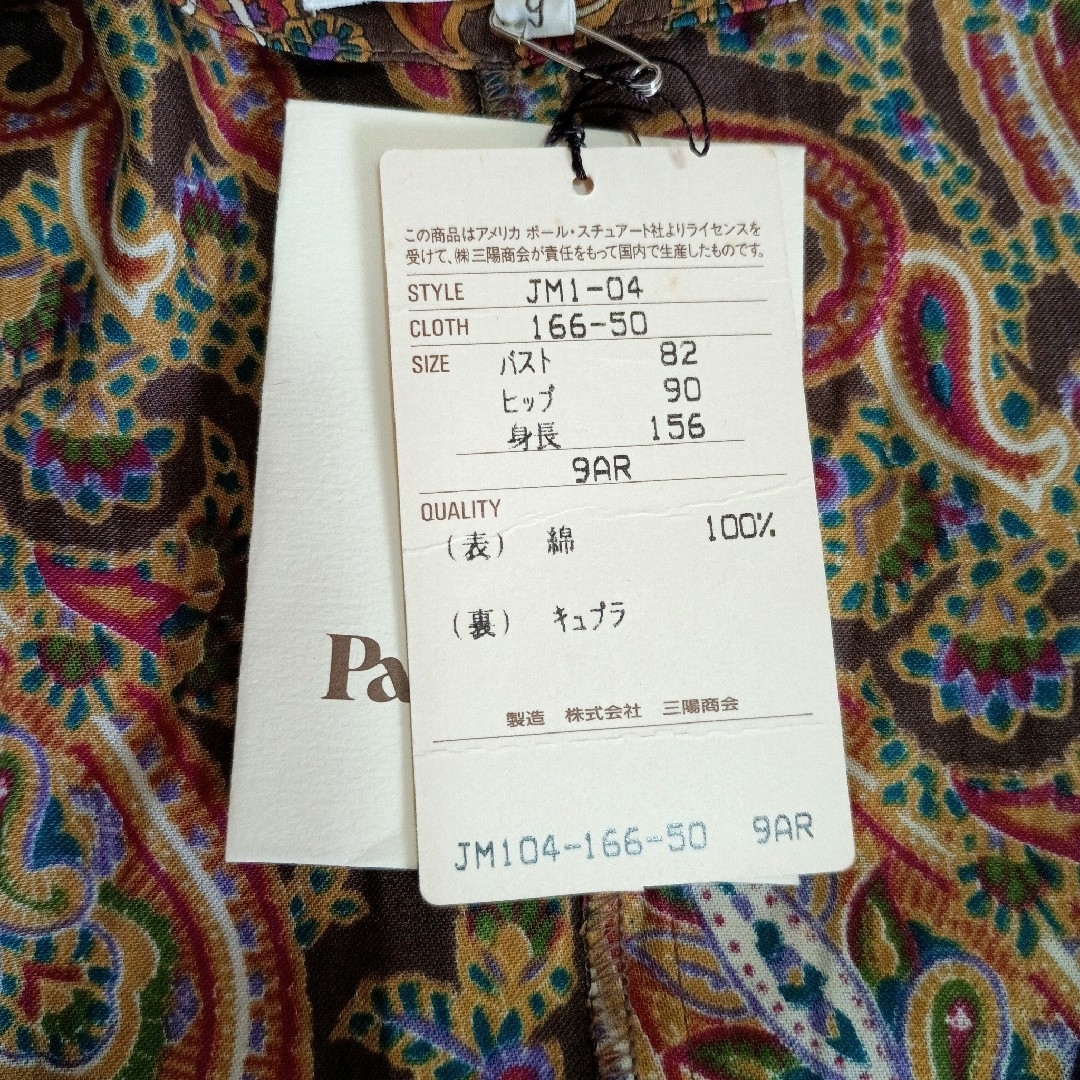 9
この商品はアメリカ ポール・スチュアート社よりライセンスを
受けて、㈱三陽商会が責任をもって国内で生産したものです。
STYLE JM1-04
CLOTH 166-50
SIZE バスト 82
ヒップ 90
身長 156
9AR
QUALITY
(表) 綿 100%
(裏) キュプラ
Pa
製造 株式会社 三陽商会
JM104-166-50 9AR